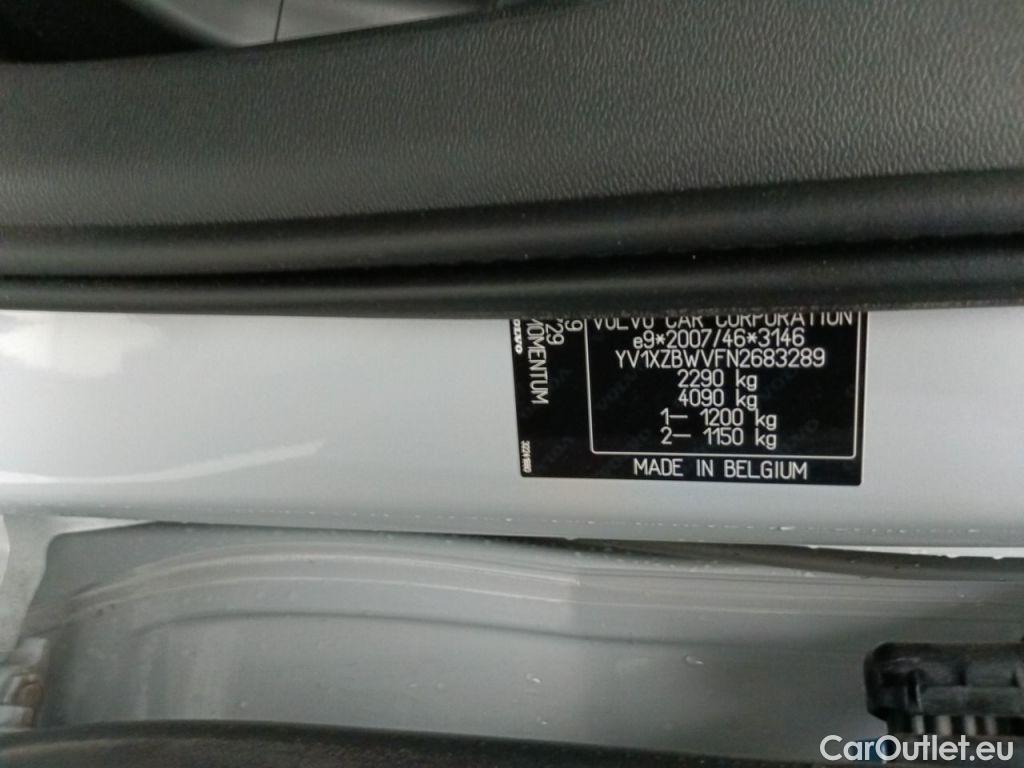 VOLVO CAR CORPORATION
e9*2007/46*3146
YV1XZBWVFN2683289
2290 kg
4090 kg
1– 1200 kg
2– 1150 kg
MADE IN BELGIUM
MOMENTUM
VOLVO
CarOutlet.eu